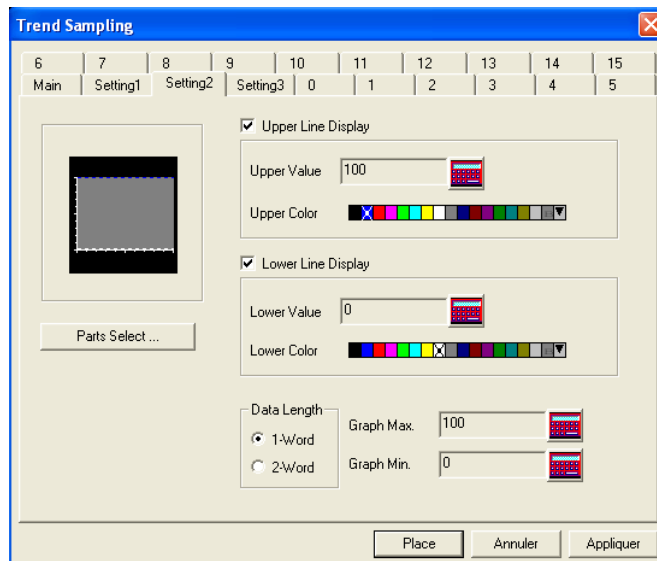 Trend Sampling
6 7 8 9 10 11 12 13 14 15
Main Setting1 Setting2 Setting3 0 1 2 3 4 5
Upper Line Display
Upper Value 100
Upper Color
Lower Line Display
Lower Value 0
Parts Select ...
Lower Color
Data Length
1-Word
2-Word
Graph Max. 100
Graph Min. 0
Place Annuler Appliquer